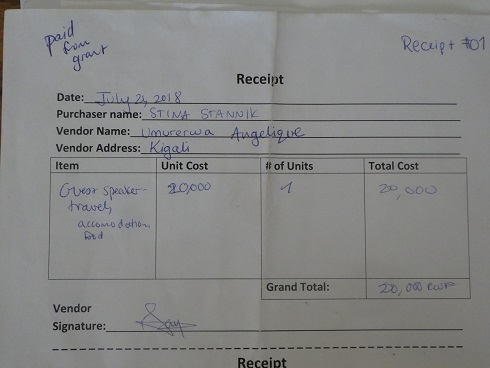 paid
from
grant
Receipt #01
Receipt
Date: July 2, 2018
Purchaser name: STINA STANNIK
Vendor Name: Umurerwa Angelique
Vendor Address: Kigali
Item Unit Cost # of Units Total Cost
Guest speaker- 20,000 1 20,000
travel,
accomodation,
food
Grand Total: 20,000 RWF
Vendor
Signature:
Receipt